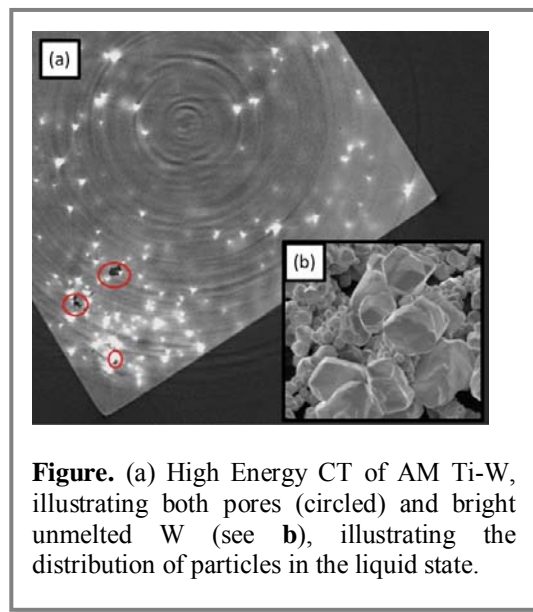 (a)
(b)
Figure. (a) High Energy CT of AM Ti-W,
illustrating both pores (circled) and bright
unmelted W (see b), illustrating the
distribution of particles in the liquid state.